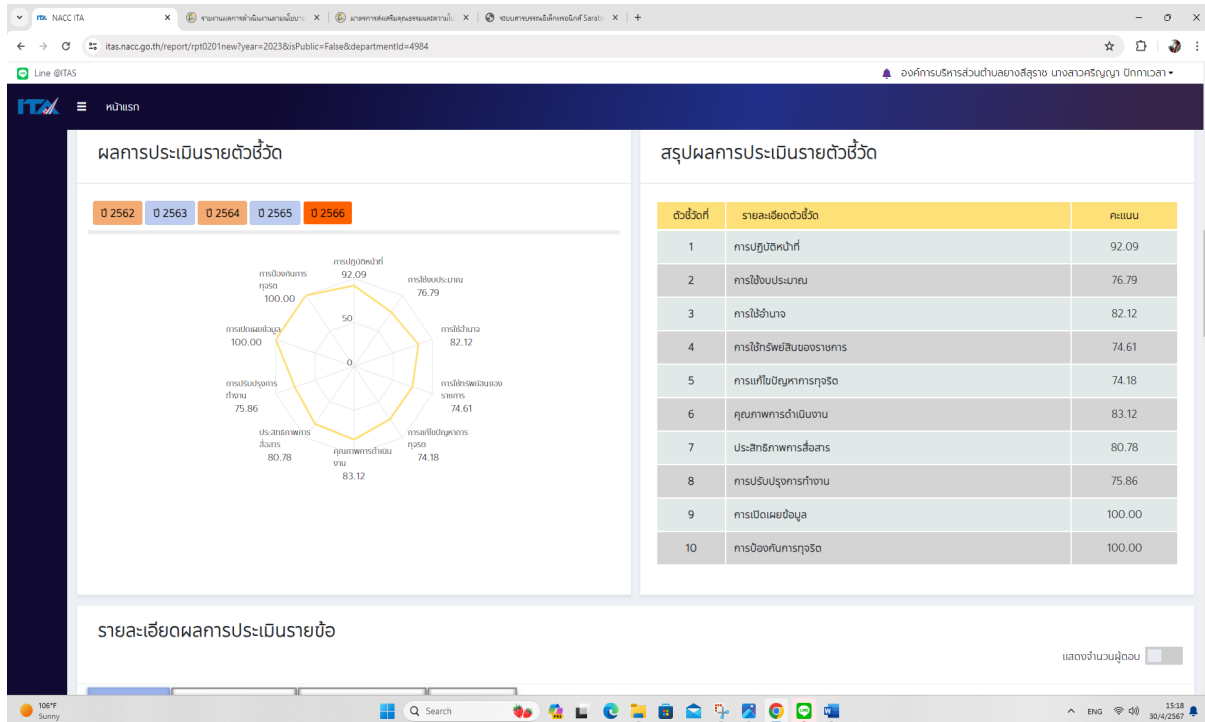 NACC ITA
รายงานผลการดำเนินงานตามนโยบาย
มาตรการส่งเสริมคุณธรรมและความโ
ระบบสารบรรณอิเล็กทรอนิกส์ Sarab
itas.nacc.go.th/report/rpt0201new?year=2023&isPublic=False&departmentId=4984
Line @ITAS
องค์การบริหารส่วนตำบลยางสีสุราช นางสาวศริญญา ปักกาเวสา
ITA
หน้าแรก
ผลการประเมินรายตัวชี้วัด
ปี 2562 ปี 2563 ปี 2564 ปี 2565 ปี 2566
การปฏิบัติหน้าที่
92.09
การใช้งบประมาณ
76.79
การใช้อำนาจ
82.12
การใช้ทรัพย์สินของ
ราชการ
74.61
การแก้ไขปัญหาการ
ทุจริต
74.18
คุณภาพการดำเนิน
งาน
83.12
ประสิทธิภาพการ
สื่อสาร
80.78
การปรับปรุงการ
ทำงาน
75.86
การเปิดเผยข้อมูล
100.00
การป้องกันการ
ทุจริต
100.00
50
0
สรุปผลการประเมินรายตัวชี้วัด
ตัวชี้วัดที่ รายละเอียดตัวชี้วัด คะแนน
1 การปฏิบัติหน้าที่ 92.09
2 การใช้งบประมาณ 76.79
3 การใช้อำนาจ 82.12
4 การใช้ทรัพย์สินของราชการ 74.61
5 การแก้ไขปัญหาการทุจริต 74.18
6 คุณภาพการดำเนินงาน 83.12
7 ประสิทธิภาพการสื่อสาร 80.78
8 การปรับปรุงการทำงาน 75.86
9 การเปิดเผยข้อมูล 100.00
10 การป้องกันการทุจริต 100.00
รายละเอียดผลการประเมินรายข้อ
แสดงจำนวนผู้ตอบ
106°F
Sunny
Search
ENG
15:18
30/4/2567